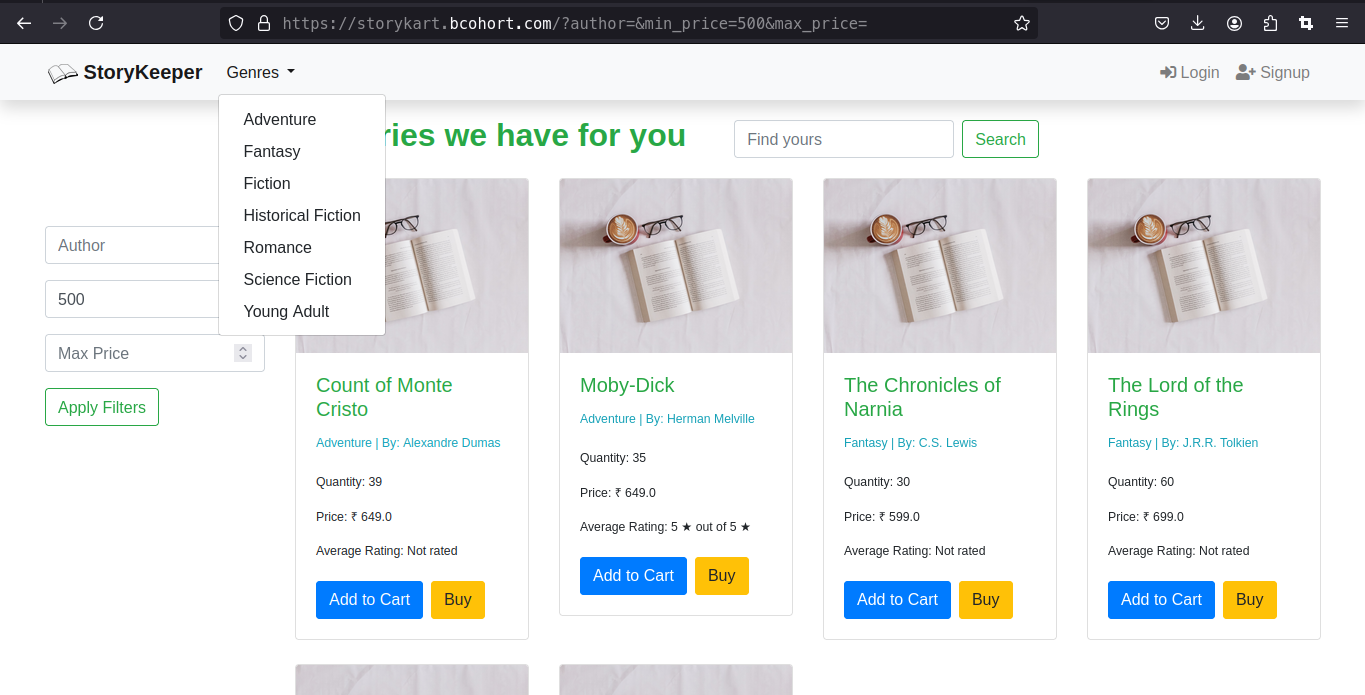 https://storykart.bcohort.com/?author=&min_price=500&max_price=
StoryKeeper Genres Login Signup
Adventure
Fantasy
Fiction
Historical Fiction
Romance
Science Fiction
Young Adult
ries we have for you
Find yours Search
Author
500
Max Price
Apply Filters
Count of Monte
Cristo
Adventure | By: Alexandre Dumas
Quantity: 39
Price: ₹ 649.0
Average Rating: Not rated
Add to Cart Buy
Moby-Dick
Adventure | By: Herman Melville
Quantity: 35
Price: ₹ 649.0
Average Rating: 5 ★ out of 5 ★
Add to Cart Buy
The Chronicles of
Narnia
Fantasy | By: C.S. Lewis
Quantity: 30
Price: ₹ 599.0
Average Rating: Not rated
Add to Cart Buy
The Lord of the
Rings
Fantasy | By: J.R.R. Tolkien
Quantity: 60
Price: ₹ 699.0
Average Rating: Not rated
Add to Cart Buy